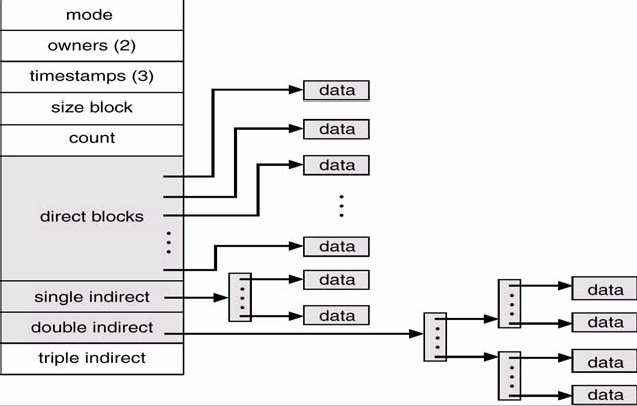 mode
owners (2)
timestamps (3)
size block
count
direct blocks
single indirect
double indirect
triple indirect
data
data
data
data
data
data
data
data
data
data